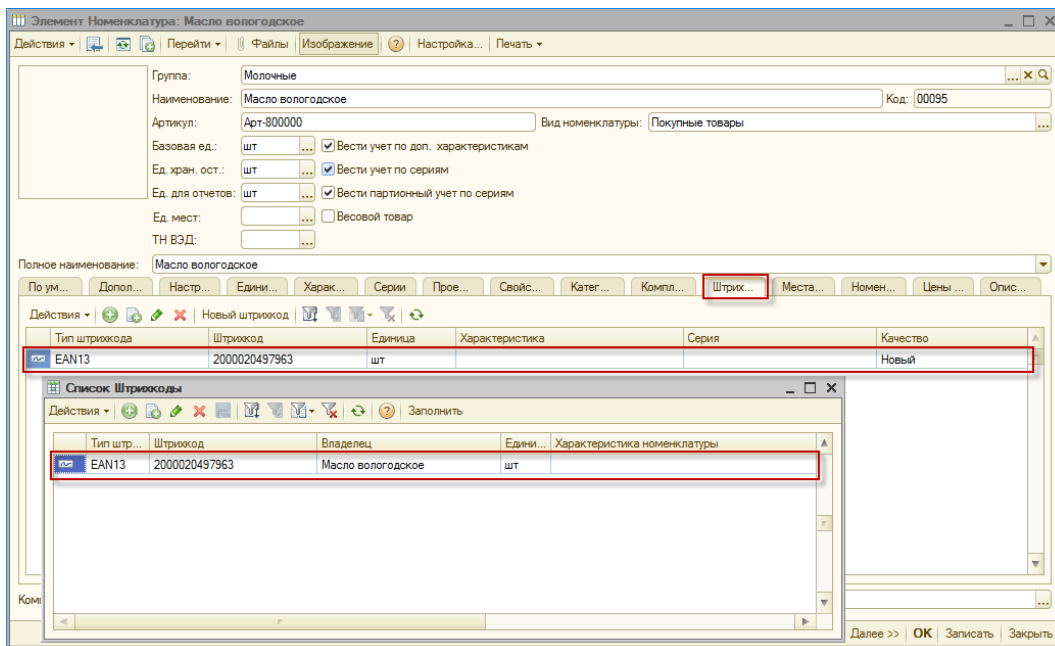 Элемент Номенклатура: Масло вологодское
Действия Перейти Файлы Изображение Настройка... Печать
Группа: Молочные
Наименование: Масло вологодское Код: 00095
Артикул: Арт-800000 Вид номенклатуры: Покупные товары
Базовая ед.: шт Вести учет по доп. характеристикам
Ед. хран. ост.: шт Вести учет по сериям
Ед. для отчетов: шт Вести партионный учет по сериям
Ед. мест: Весовой товар
ТН ВЭД:
Полное наименование: Масло вологодское
По ум... Допол... Настр... Едини... Харак... Серии Прое... Свойс... Катег... Компл... Штрих... Места... Номен... Цены ... Опис...
Действия Новый штрихкод
Тип штрихкода Штрихкод Единица Характеристика Серия Качество
EAN13 2000020497963 шт Новый
Список Штрихкоды
Действия Заполнить
Тип штр... Штрихкод Владелец Едини... Характеристика номенклатуры
EAN13 2000020497963 Масло вологодское шт
Далее >> OK Записать Закрыть